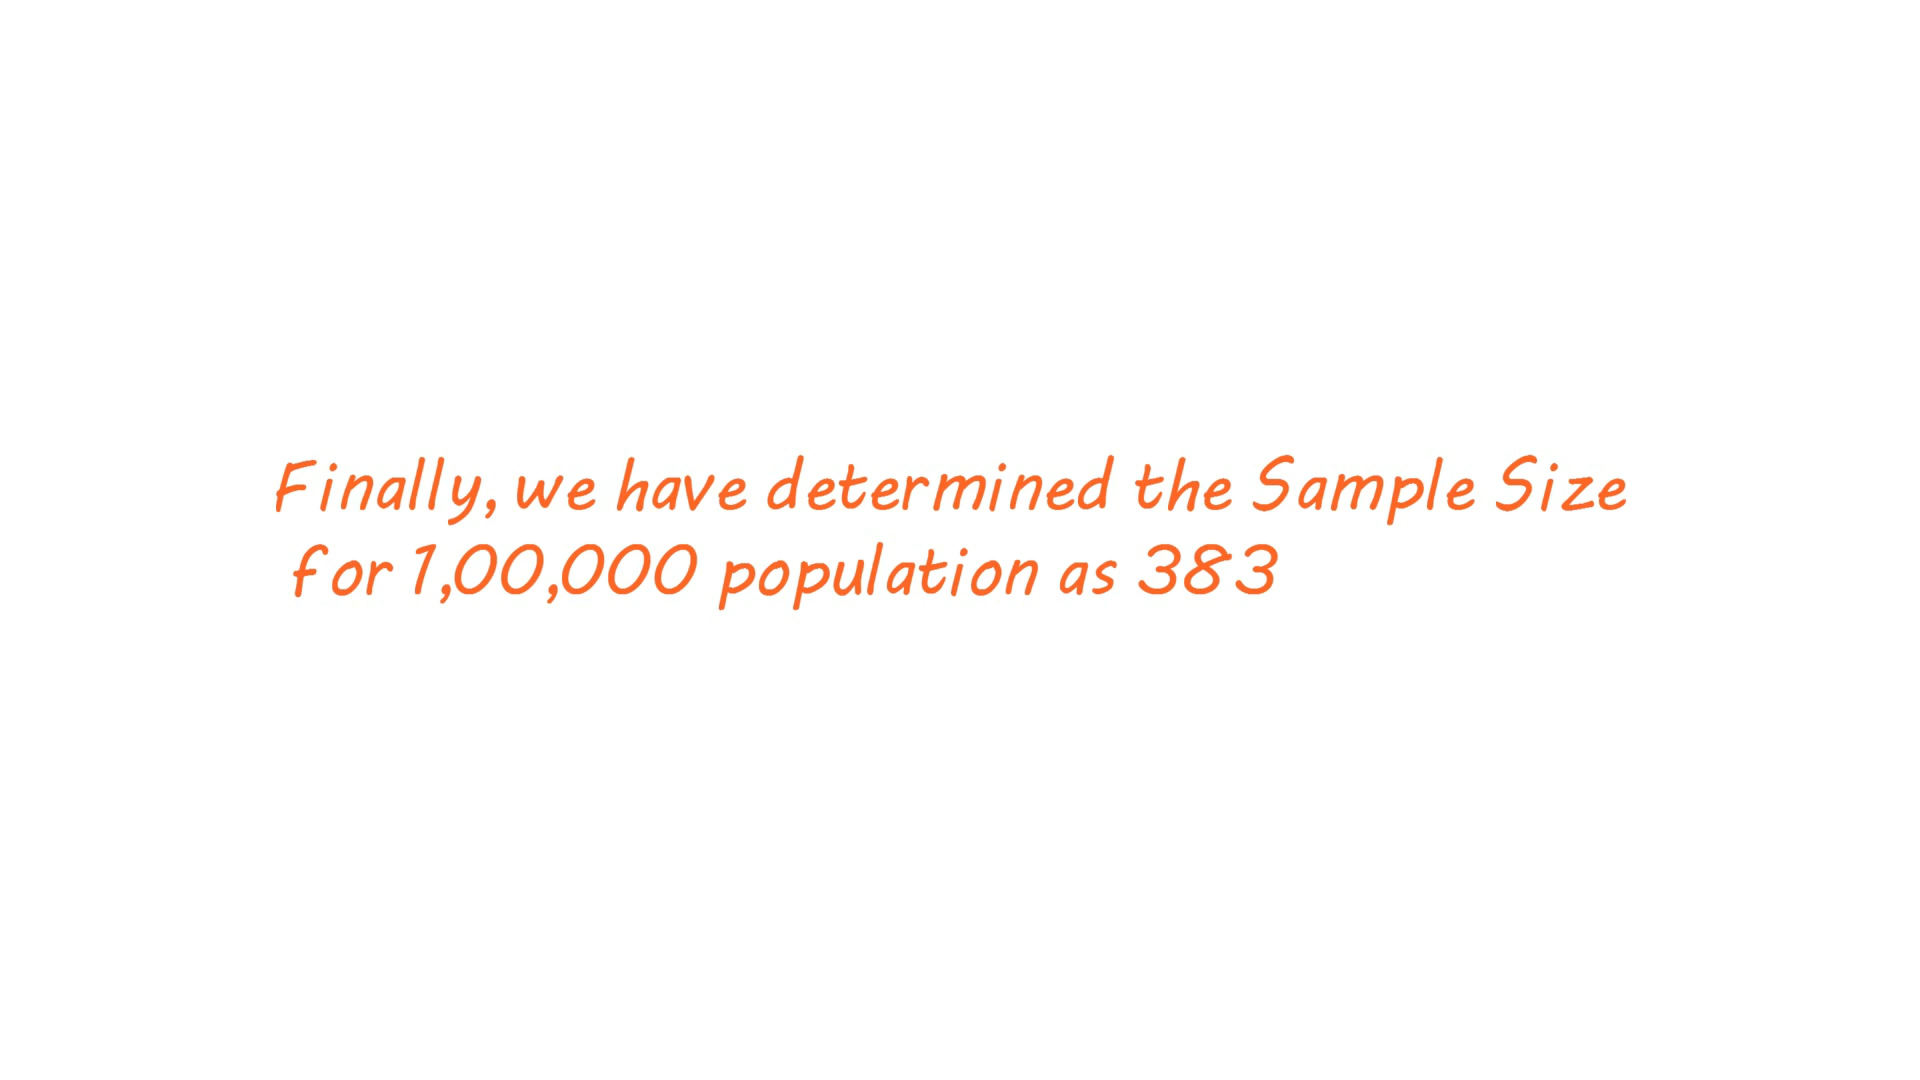 Finally, we have determined the Sample Size
for 1,00,000 population as 383